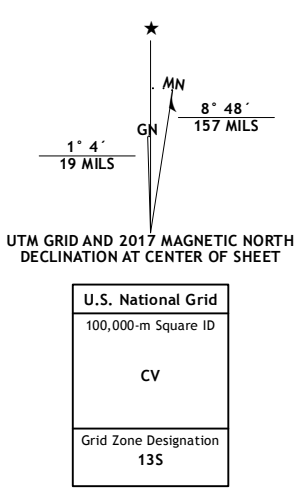 ★
MN
GN
8° 48´
157 MILS
1° 4´
19 MILS
UTM GRID AND 2017 MAGNETIC NORTH
DECLINATION AT CENTER OF SHEET
U.S. National Grid
100,000-m Square ID
CV
Grid Zone Designation
13S